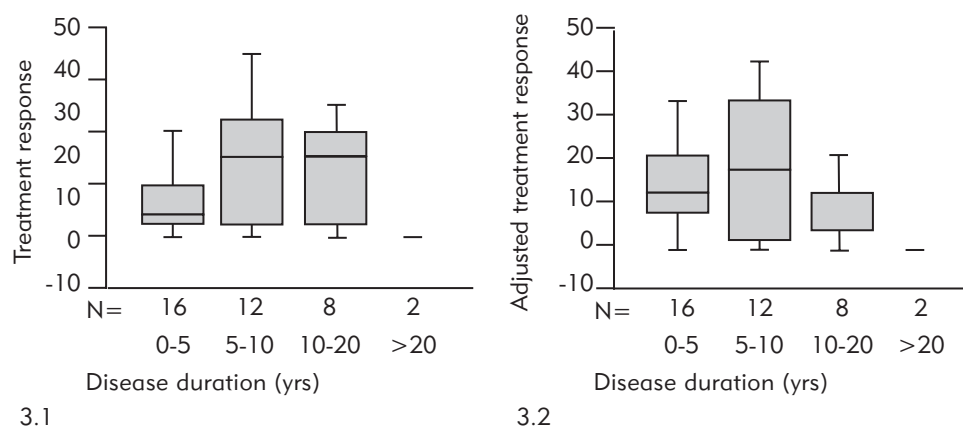 Treatment response
50
40
30
20
10
0
-10
N= 16 12 8 2
0-5 5-10 10-20 >20
Disease duration (yrs)
3.1
Adjusted treatment response
50
40
30
20
10
0
-10
N= 16 12 8 2
0-5 5-10 10-20 >20
Disease duration (yrs)
3.2